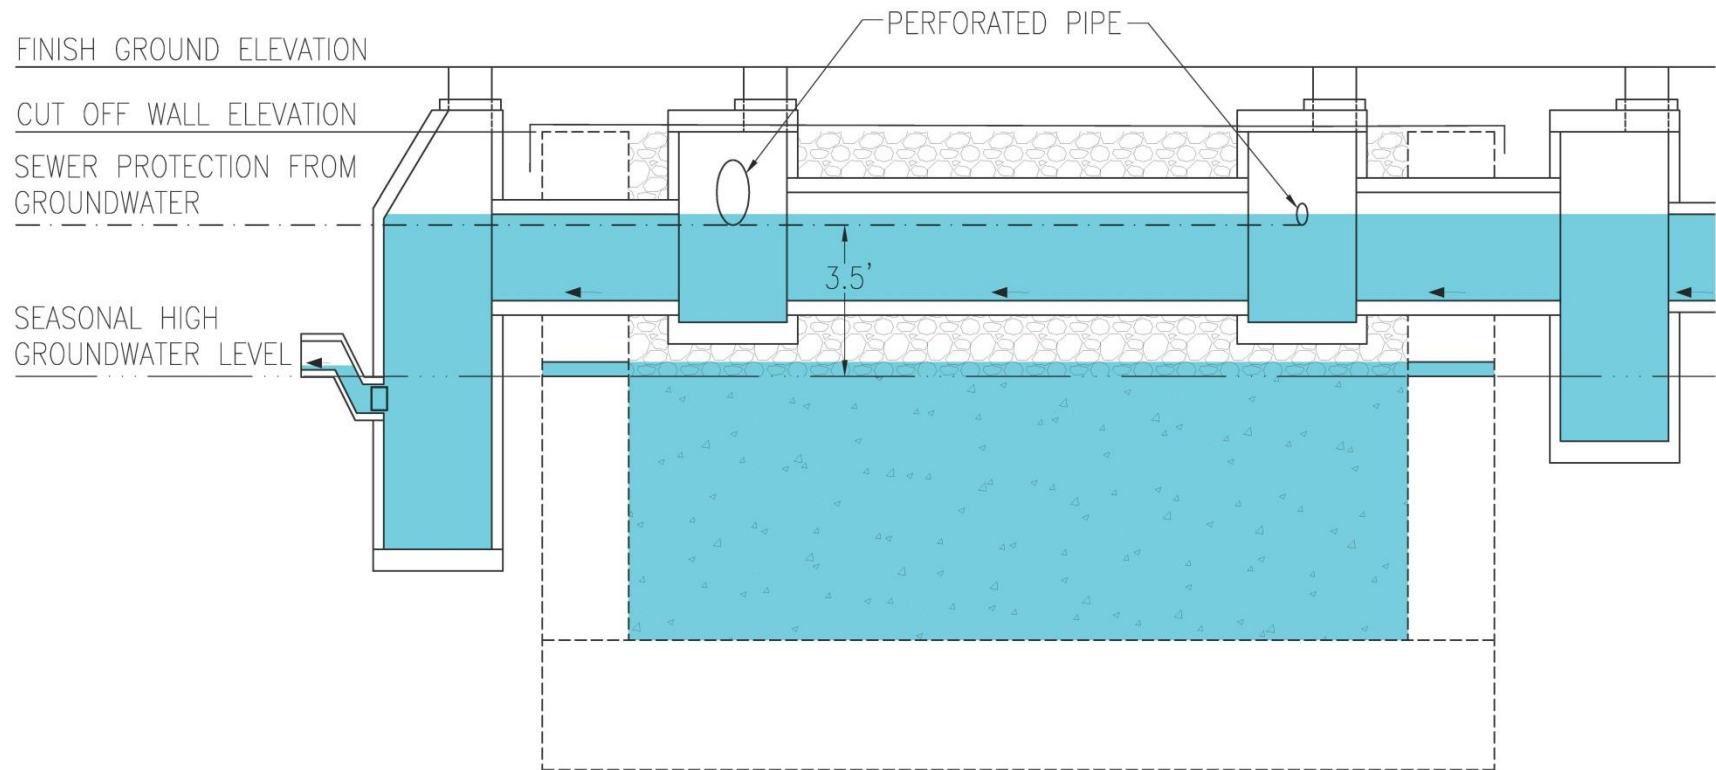 PERFORATED PIPE
FINISH GROUND ELEVATION
CUT OFF WALL ELEVATION
SEWER PROTECTION FROM
GROUNDWATER
3.5'
SEASONAL HIGH
GROUNDWATER LEVEL